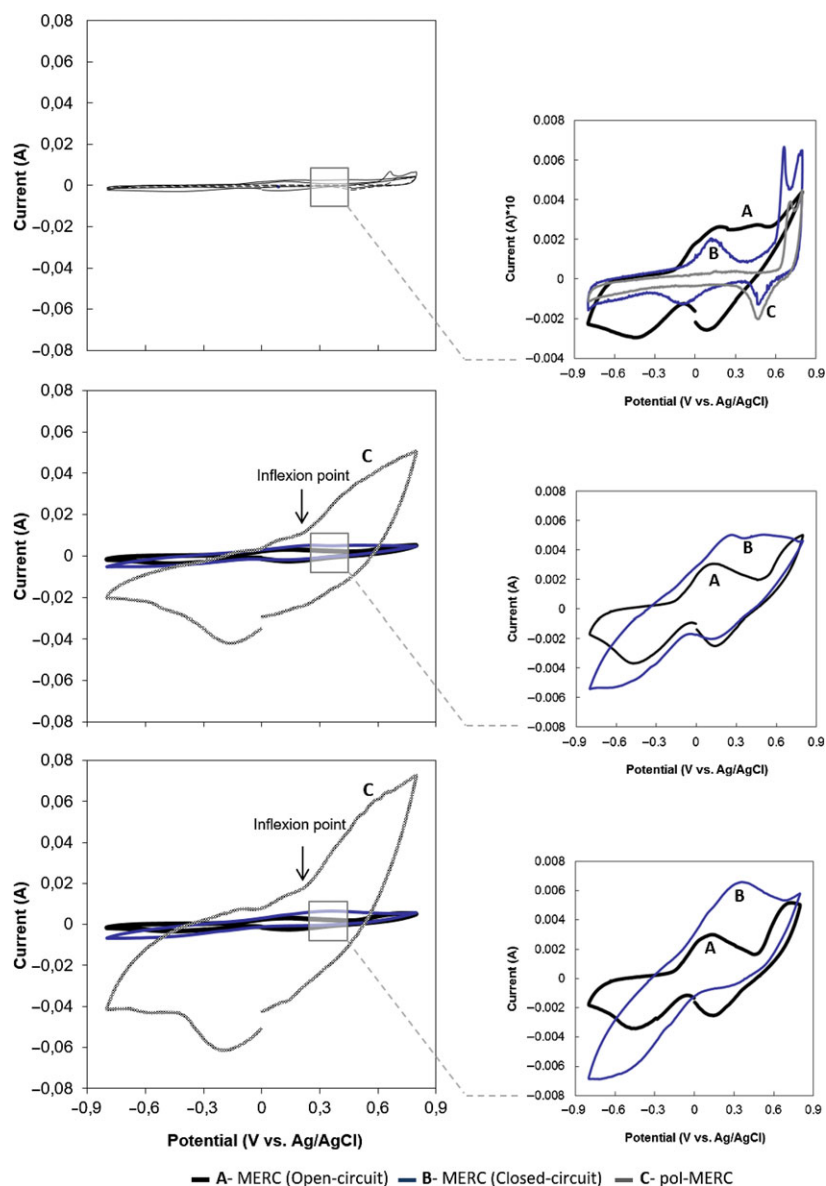 0,08
0,06
0,04
0,02
0
−0,02
−0,04
−0,06
−0,08
Current (A)
0.008
0.006
0.004
0.002
0
−0.002
−0.004
Current (A)*10
A
B
C
−0.9 −0.6 −0.3 0 0.3 0.6 0.9
Potential (V vs. Ag/AgCl)
0,08
0,06
0,04
0,02
0
−0,02
−0,04
−0,06
−0,08
Current (A)
C
Inflexion point
0.008
0.006
0.004
0.002
0
−0.002
−0.004
−0.006
−0.008
Current (A)
B
A
−0.9 −0.6 −0.3 0 0.3 0.6 0.9
Potential (V vs. Ag/AgCl)
0,08
0,06
0,04
0,02
0
−0,02
−0,04
−0,06
−0,08
Current (A)
C
Inflexion point
−0,9 −0,6 −0,3 0 0,3 0,6 0,9
Potential (V vs. Ag/AgCl)
0.008
0.006
0.004
0.002
0
−0.002
−0.004
−0.006
−0.008
Current (A)
B
A
−0.9 −0.6 −0.3 0 0.3 0.6 0.9
Potential (V vs. Ag/AgCl)
A- MERC (Open-circuit) B- MERC (Closed-circuit) C- pol-MERC